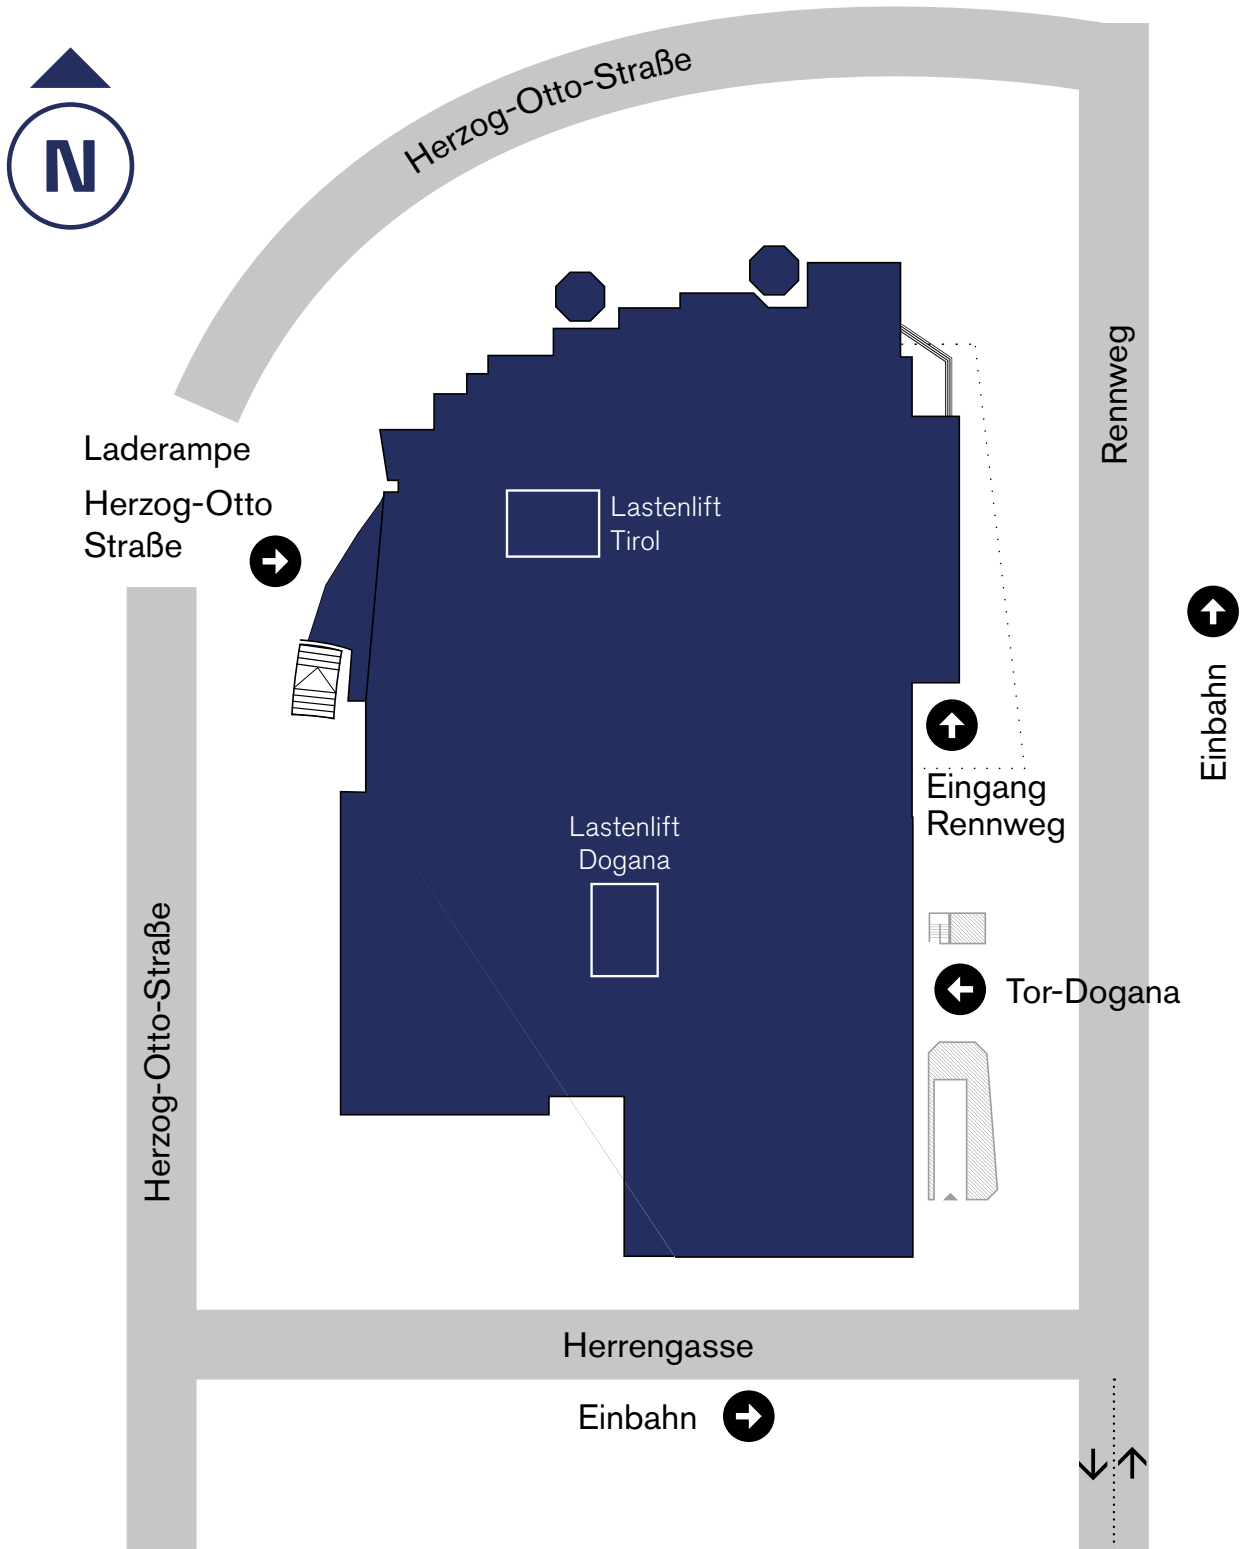 Herzog-Otto-Straße
N
Rennweg
Laderampe
Herzog-Otto
Straße
Lastenlift
Tirol
Einbahn
Eingang
Rennweg
Lastenlift
Dogana
Herzog-Otto-Straße
Tor-Dogana
Herrengasse
Einbahn